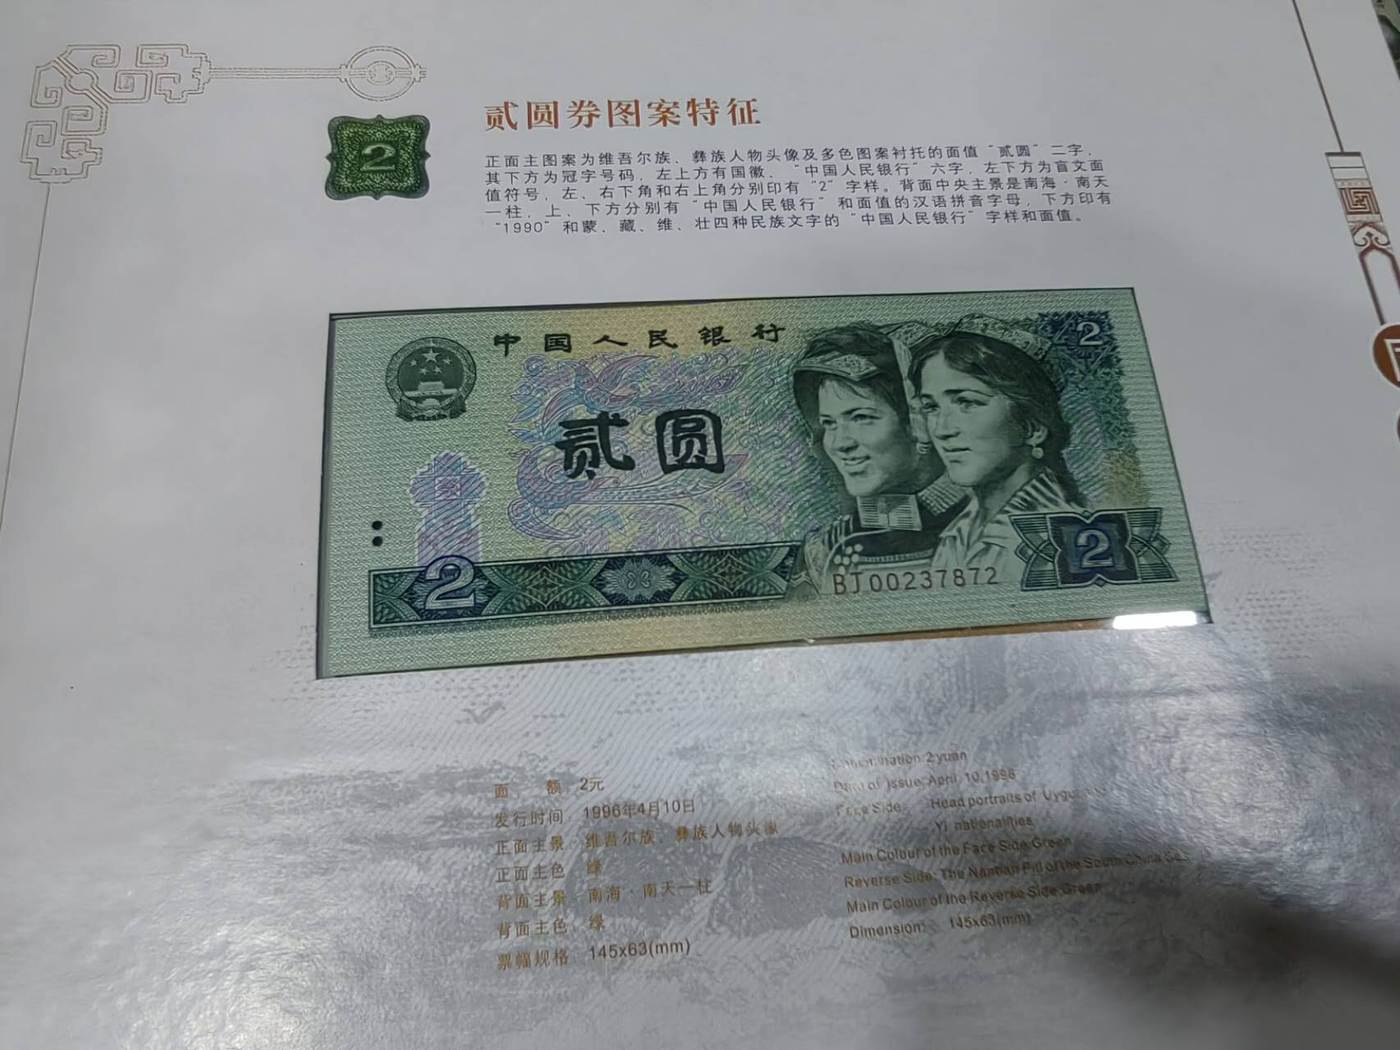 2
贰圆券图案特征
正面主图案为维吾尔族、彝族人物头像及多色图案衬托的面值“贰圆”二字，
其下方为冠字号码，左上方有国徽、“中国人民银行”六字，左下方为盲文面
值符号，左、右下角和右上角分别印有“2”字样。背面中央主景是南海·南天
一柱，上、下方分别有“中国人民银行”和面值的汉语拼音字母，下方印有
“1990”和蒙、藏、维、壮四种民族文字的“中国人民银行”字样和面值。
中国人民银行
2
贰圆
2
2
BJ00237872
面额 2元
发行时间 1996年4月10日
正面主景 维吾尔族、彝族人物头像
正面主色 绿
背面主景 南海·南天一柱
背面主色 绿
票幅规格 145x63(mm)
2yuan
Date of Issue: April, 10,1996
Face Side: Head portraits of Uygur
Yi nationalities
Main Colour of the Face Side:Green
Reverse Side: The Nantian Pill of the South China Sea
Main Colour of the Reverse Side:Green
Dimension: 145x63(mm)